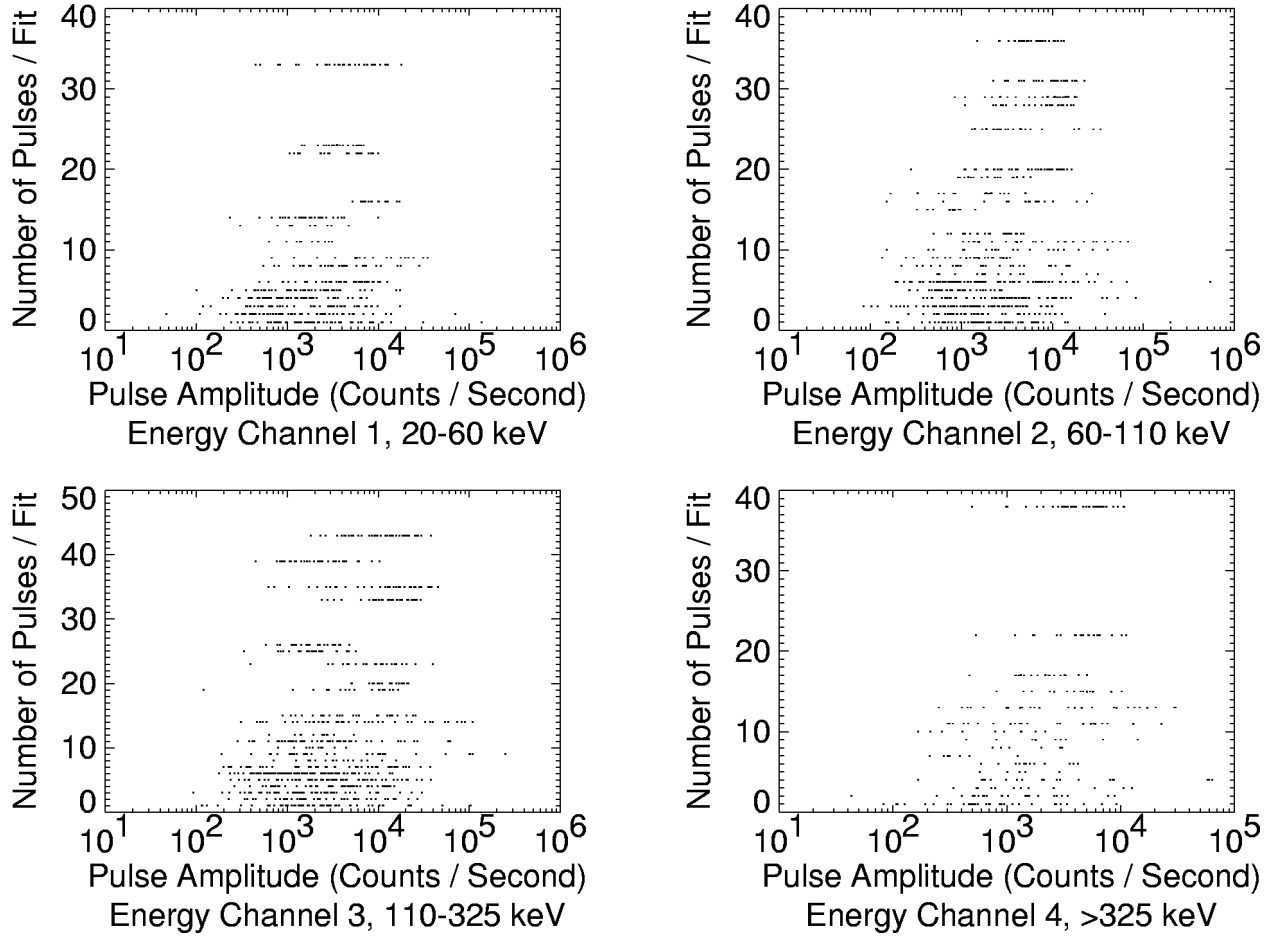 40
30
20
10
0
Number of Pulses / Fit
10^1 10^2 10^3 10^4 10^5 10^6
Pulse Amplitude (Counts / Second)
Energy Channel 1, 20-60 keV
40
30
20
10
0
Number of Pulses / Fit
10^1 10^2 10^3 10^4 10^5 10^6
Pulse Amplitude (Counts / Second)
Energy Channel 2, 60-110 keV
50
40
30
20
10
0
Number of Pulses / Fit
10^1 10^2 10^3 10^4 10^5 10^6
Pulse Amplitude (Counts / Second)
Energy Channel 3, 110-325 keV
40
30
20
10
0
Number of Pulses / Fit
10^1 10^2 10^3 10^4 10^5
Pulse Amplitude (Counts / Second)
Energy Channel 4, >325 keV